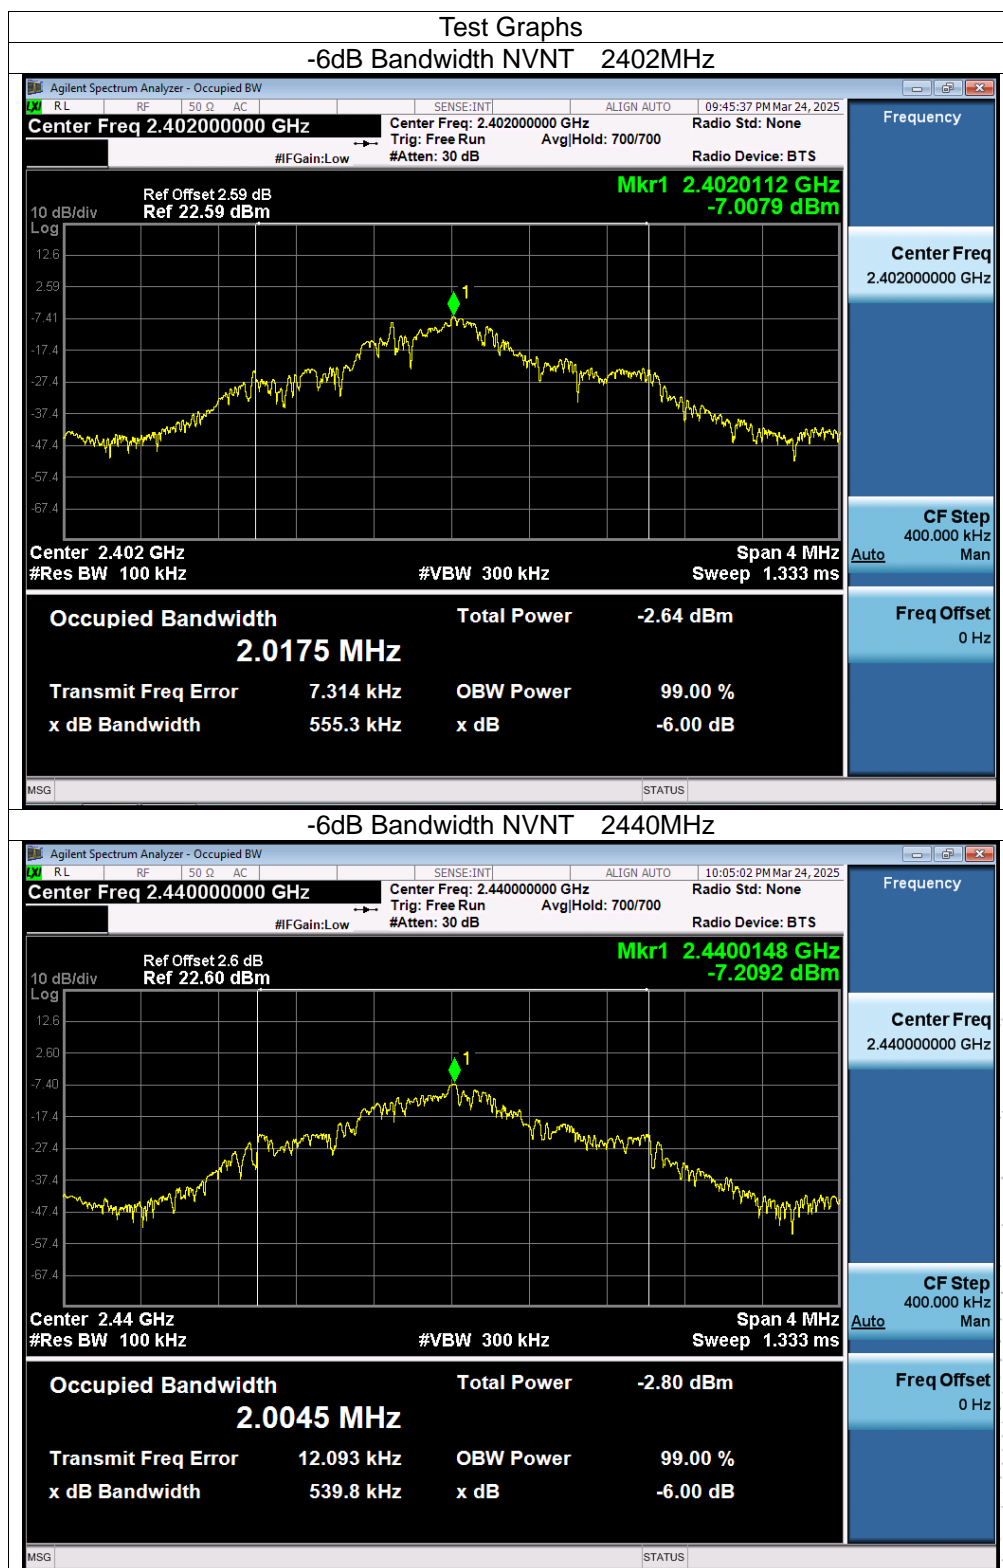 Test Graphs
-6dB Bandwidth NVNT 2402MHz
Agilent Spectrum Analyzer - Occupied BW
LXI RL RF 50 Ω AC SENSE:INT ALIGN AUTO 09:45:37 PM Mar 24, 2025
Center Freq 2.402000000 GHz
Center Freq: 2.402000000 GHz Radio Std: None
Trig: Free Run Avg|Hold: 700/700
#IFGain:Low #Atten: 30 dB Radio Device: BTS
Frequency
Mkr1 2.4020112 GHz
-7.0079 dBm
Ref Offset 2.59 dB
10 dB/div Ref 22.59 dBm
Log
12.6
2.59
1
-7.41
-17.4
-27.4
-37.4
-47.4
-57.4
-67.4
Center Freq
2.402000000 GHz
Center 2.402 GHz Span 4 MHz
#Res BW 100 kHz #VBW 300 kHz Sweep 1.333 ms
CF Step
400.000 kHz
Auto Man
Occupied Bandwidth Total Power -2.64 dBm
2.0175 MHz
Transmit Freq Error 7.314 kHz OBW Power 99.00 %
x dB Bandwidth 555.3 kHz x dB -6.00 dB
Freq Offset
0 Hz
MSG STATUS
-6dB Bandwidth NVNT 2440MHz
Agilent Spectrum Analyzer - Occupied BW
LXI RL RF 50 Ω AC SENSE:INT ALIGN AUTO 10:05:02 PM Mar 24, 2025
Center Freq 2.440000000 GHz
Center Freq: 2.440000000 GHz Radio Std: None
Trig: Free Run Avg|Hold: 700/700
#IFGain:Low #Atten: 30 dB Radio Device: BTS
Frequency
Mkr1 2.4400148 GHz
-7.2092 dBm
Ref Offset 2.6 dB
10 dB/div Ref 22.60 dBm
Log
12.6
2.60
1
-7.40
-17.4
-27.4
-37.4
-47.4
-57.4
-67.4
Center Freq
2.440000000 GHz
Center 2.44 GHz Span 4 MHz
#Res BW 100 kHz #VBW 300 kHz Sweep 1.333 ms
CF Step
400.000 kHz
Auto Man
Occupied Bandwidth Total Power -2.80 dBm
2.0045 MHz
Transmit Freq Error 12.093 kHz OBW Power 99.00 %
x dB Bandwidth 539.8 kHz x dB -6.00 dB
Freq Offset
0 Hz
MSG STATUS